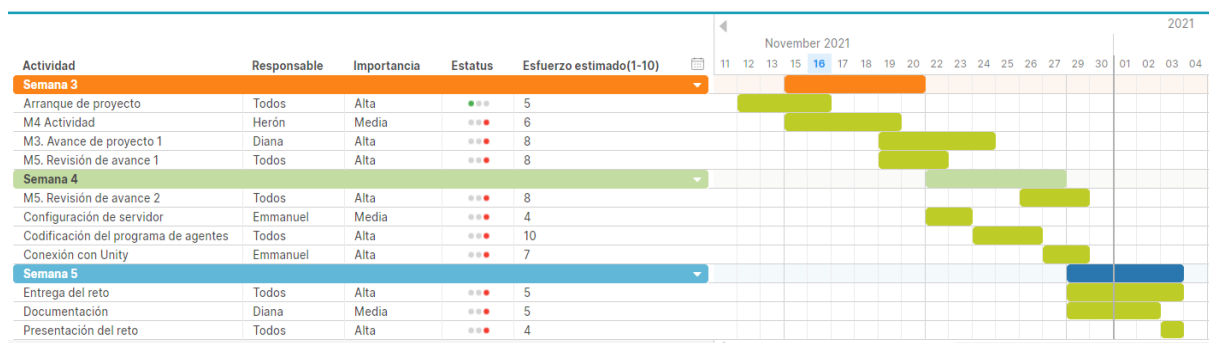 2021
November 2021
Actividad Responsable Importancia Estatus Esfuerzo estimado(1-10) 11 12 13 15 16 17 18 19 20 22 23 24 25 26 27 29 30 01 02 03 04
Semana 3
Arranque de proyecto Todos Alta 5
M4 Actividad Herón Media 6
M3. Avance de proyecto 1 Diana Alta 8
M5. Revisión de avance 1 Todos Alta 8
Semana 4
M5. Revisión de avance 2 Todos Alta 8
Configuración de servidor Emmanuel Media 4
Codificación del programa de agentes Todos Alta 10
Conexión con Unity Emmanuel Alta 7
Semana 5
Entrega del reto Todos Alta 5
Documentación Diana Media 5
Presentación del reto Todos Alta 4